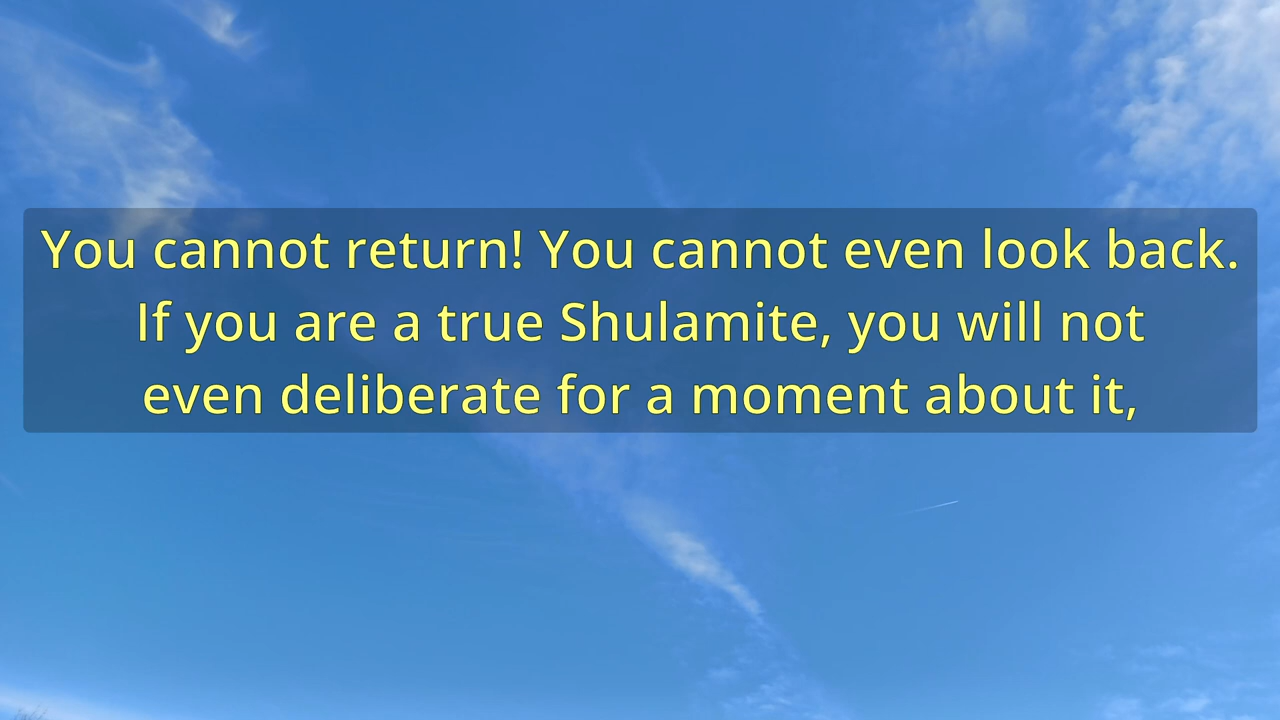 You cannot return! You cannot even look back.
If you are a true Shulamite, you will not
even deliberate for a moment about it,